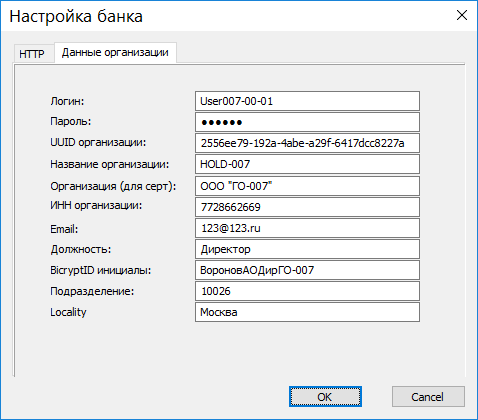 Настройка банка
HTTP Данные организации
Логин: User007-00-01
Пароль: ●●●●●●
UUID организации: 2556ee79-192a-4abe-a29f-6417dcc8227a
Название организации: HOLD-007
Организация (для серт): ООО "ГО-007"
ИНН организации: 7728662669
Email: 123@123.ru
Должность: Директор
BicryptID инициалы: ВороновАОДирГО-007
Подразделение: 10026
Locality Москва
OK Cancel